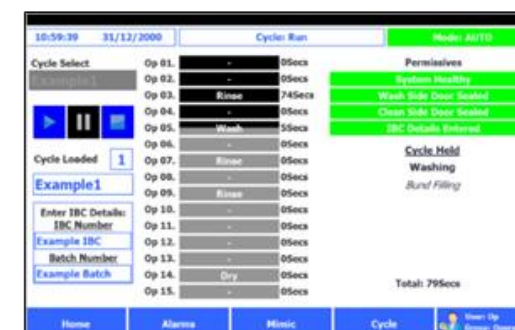 10:59:39 31/12/2000 Cycle: Run Mode: AUTO
Cycle Select
Example1
Cycle Loaded 1
Example1
Enter IBC Details:
IBC Number
Example IBC
Batch Number
Example Batch
Op 01. - 0Secs
Op 02. - 0Secs
Op 03. Rinse 74Secs
Op 04. - 0Secs
Op 05. Wash 5Secs
Op 06. - 0Secs
Op 07. Rinse 0Secs
Op 08. - 0Secs
Op 09. Rinse 0Secs
Op 10. - 0Secs
Op 11. - 0Secs
Op 12. - 0Secs
Op 13. - 0Secs
Op 14. Dry 0Secs
Op 15. - 0Secs
Permissives
System Healthy
Wash Side Door Sealed
Clean Side Door Sealed
IBC Details Entered
Cycle Held
Washing
Bund Filling
Total: 79Secs
Home Alarms Mimic Cycle
User: Op
Group: